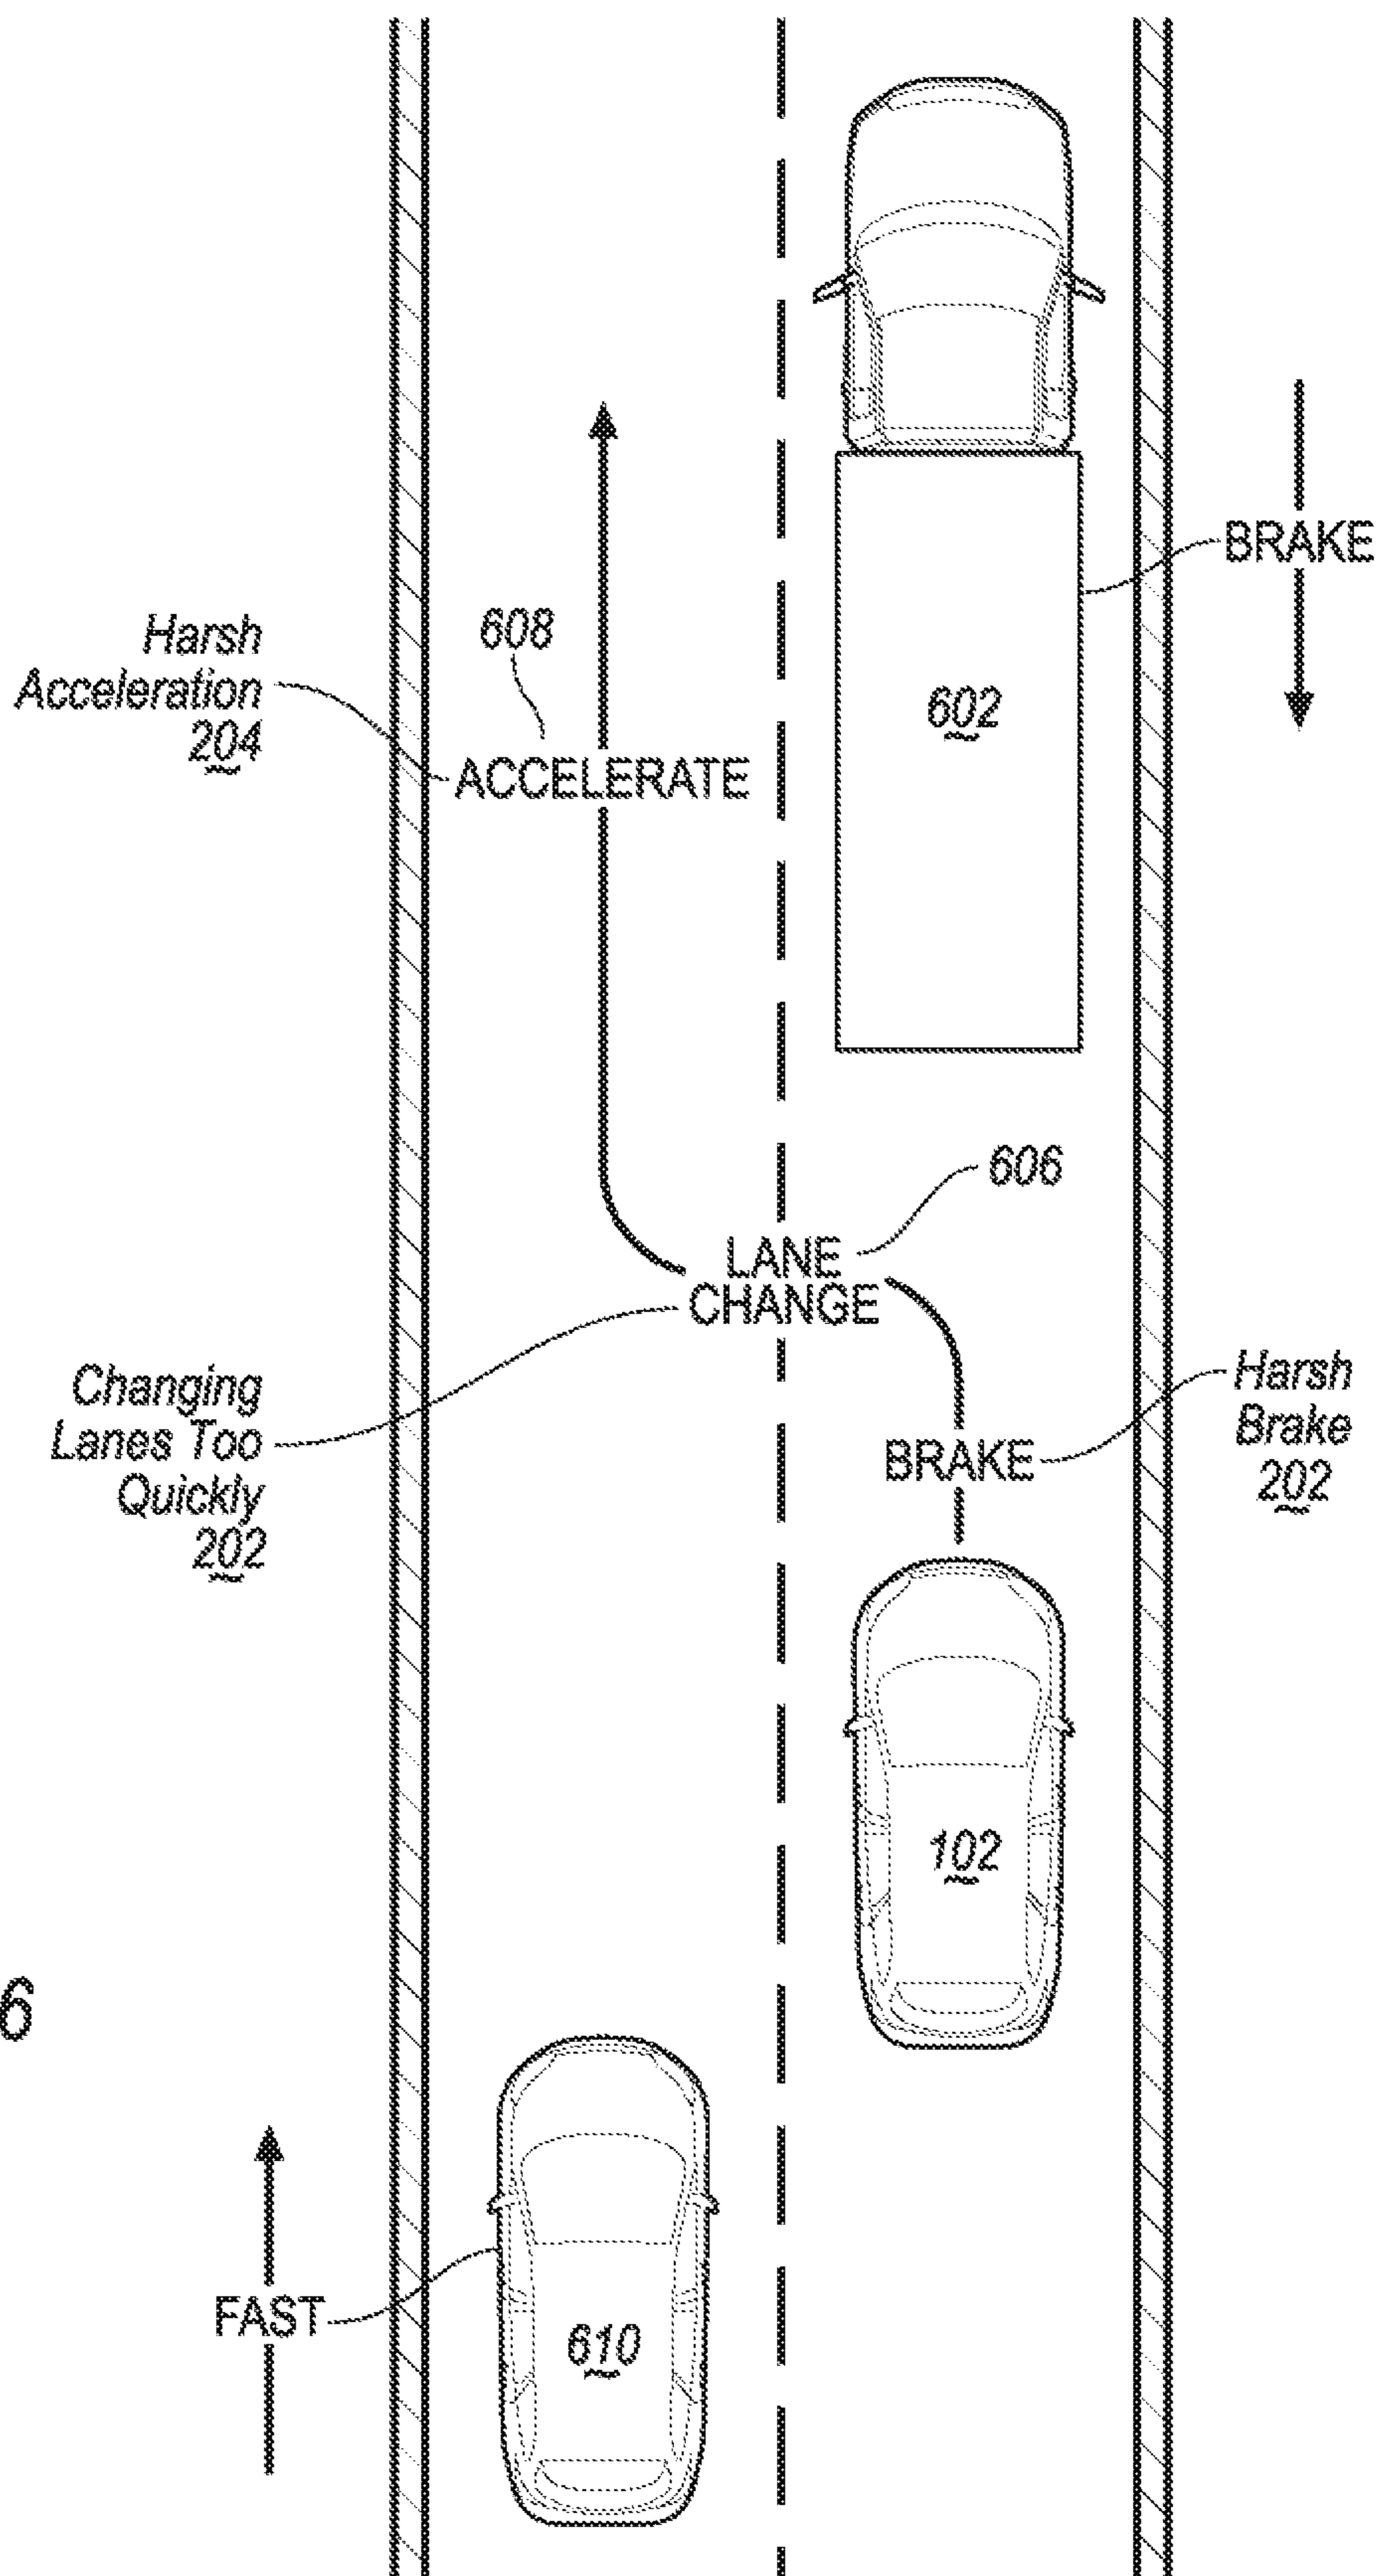 BRAKE
Harsh
Acceleration
204
608
ACCELERATE
602
606
LANE
CHANGE
Changing
Lanes Too
Quickly
202
Harsh
Brake
202
BRAKE
102
6
FAST
610